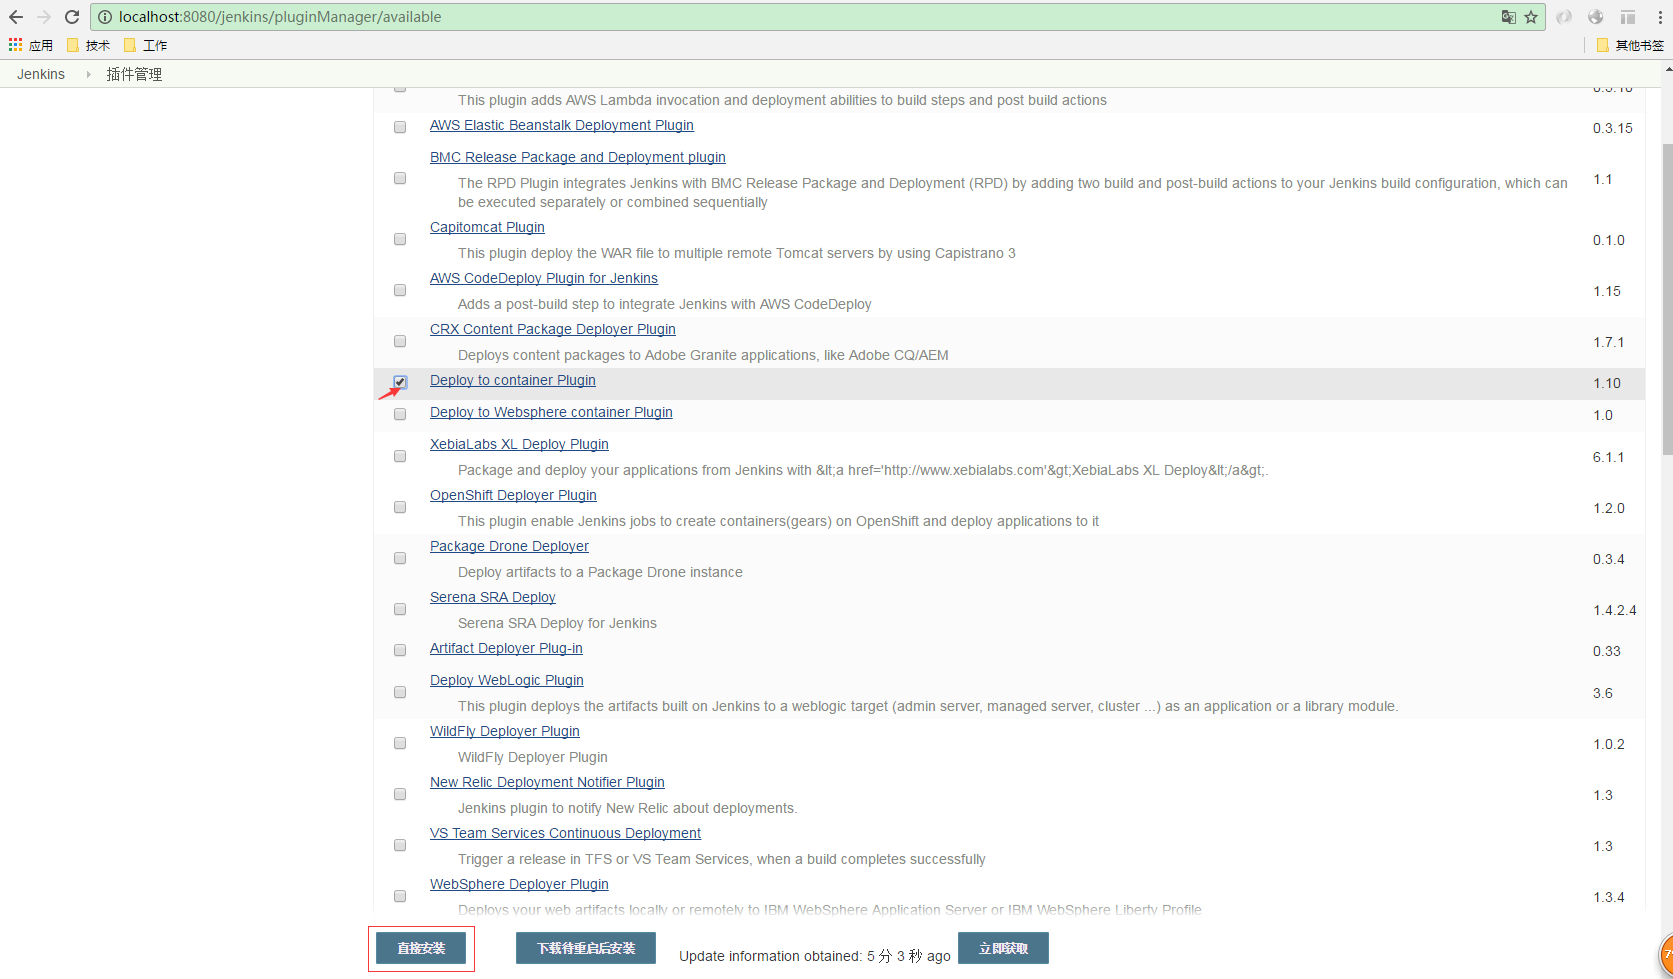 localhost:8080/jenkins/pluginManager/available
应用 技术 工作 其他书签
Jenkins 插件管理
This plugin adds AWS Lambda invocation and deployment abilities to build steps and post build actions
AWS Elastic Beanstalk Deployment Plugin 0.3.15
BMC Release Package and Deployment plugin
The RPD Plugin integrates Jenkins with BMC Release Package and Deployment (RPD) by adding two build and post-build actions to your Jenkins build configuration, which can 1.1
be executed separately or combined sequentially
Capitomcat Plugin
This plugin deploy the WAR file to multiple remote Tomcat servers by using Capistrano 3 0.1.0
AWS CodeDeploy Plugin for Jenkins
Adds a post-build step to integrate Jenkins with AWS CodeDeploy 1.15
CRX Content Package Deployer Plugin
Deploys content packages to Adobe Granite applications, like Adobe CQ/AEM 1.7.1
Deploy to container Plugin 1.10
Deploy to Websphere container Plugin 1.0
XebiaLabs XL Deploy Plugin
Package and deploy your applications from Jenkins with &lt;a href='http://www.xebialabs.com'&gt;XebiaLabs XL Deploy&lt;/a&gt;. 6.1.1
OpenShift Deployer Plugin
This plugin enable Jenkins jobs to create containers(gears) on OpenShift and deploy applications to it 1.2.0
Package Drone Deployer
Deploy artifacts to a Package Drone instance 0.3.4
Serena SRA Deploy
Serena SRA Deploy for Jenkins 1.4.2.4
Artifact Deployer Plug-in 0.33
Deploy WebLogic Plugin
This plugin deploys the artifacts built on Jenkins to a weblogic target (admin server, managed server, cluster ...) as an application or a library module. 3.6
WildFly Deployer Plugin
WildFly Deployer Plugin 1.0.2
New Relic Deployment Notifier Plugin
Jenkins plugin to notify New Relic about deployments. 1.3
VS Team Services Continuous Deployment
Trigger a release in TFS or VS Team Services, when a build completes successfully 1.3
WebSphere Deployer Plugin
Deploys your web artifacts locally or remotely to IBM WebSphere Application Server or IBM WebSphere Liberty Profile 1.3.4
直接安装 下载待重启后安装 Update information obtained: 5 分 3 秒 ago 立即获取